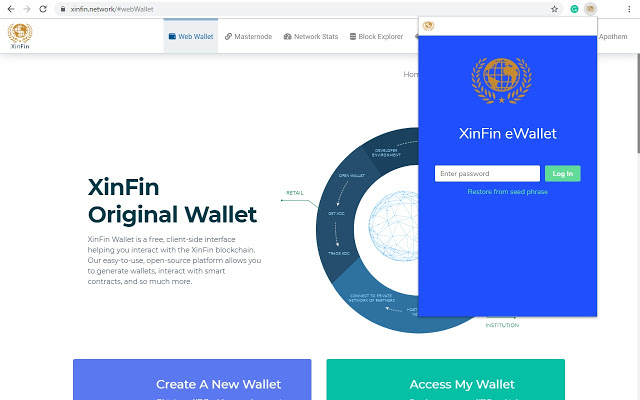 xinfin.network/#webWallet
XinFin
Web Wallet
Masternode
Network Stats
Block Explorer
Apothem
XinFin eWallet
Enter password
Log In
Restore from seed phrase
XinFin
Original Wallet
XinFin Wallet is a free, client-side interface
helping you interact with the XinFin blockchain.
Our easy-to-use, open-source platform allows you
to generate wallets, interact with smart
contracts, and so much more.
RETAIL
DEVELOPER
ENVIRONMENT
OPEN WALLET
GET XDC
TRADE XDC
CONNECT TO PRIVATE
NETWORK OF PARTNERS
INSTITUTION
Create A New Wallet
Access My Wallet